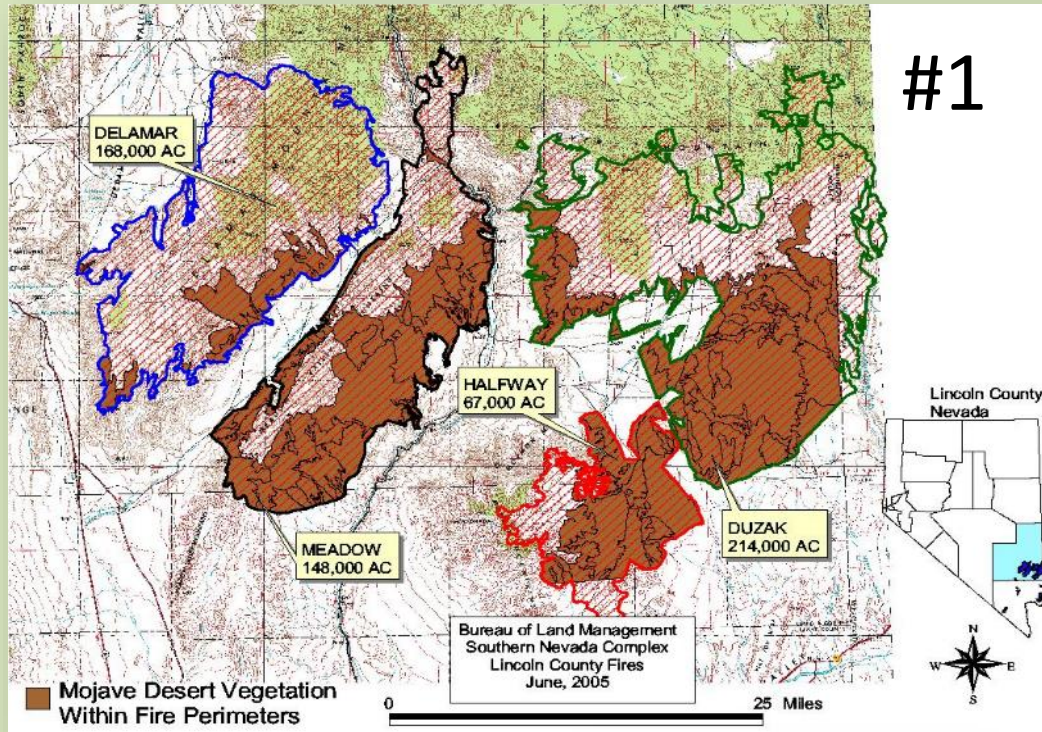 #1
DELAMAR
168,000 AC
HALFWAY
67,000 AC
Lincoln County
Nevada
MEADOW
148,000 AC
DUZAK
214,000 AC
Bureau of Land Management
Southern Nevada Complex
Lincoln County Fires
June, 2005
N
W
E
S
Mojave Desert Vegetation
Within Fire Perimeters
0
25 Miles